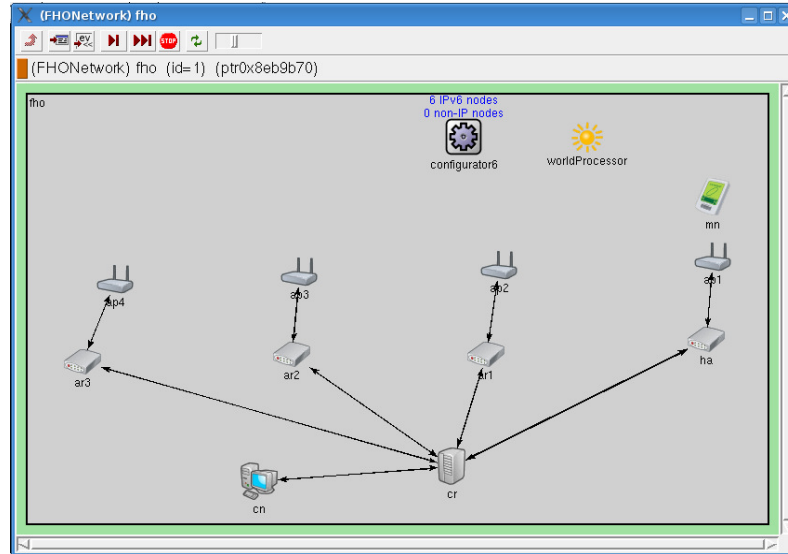 (FHONetwork) fho
STOP
(FHONetwork) fho (id=1) (ptr0x8eb9b70)
fho
6 IPv6 nodes
0 non-IP nodes
configurator6
worldProcessor
mn
ap4
ap3
ap2
ap1
ar3
ar2
ar1
ha
cn
cr